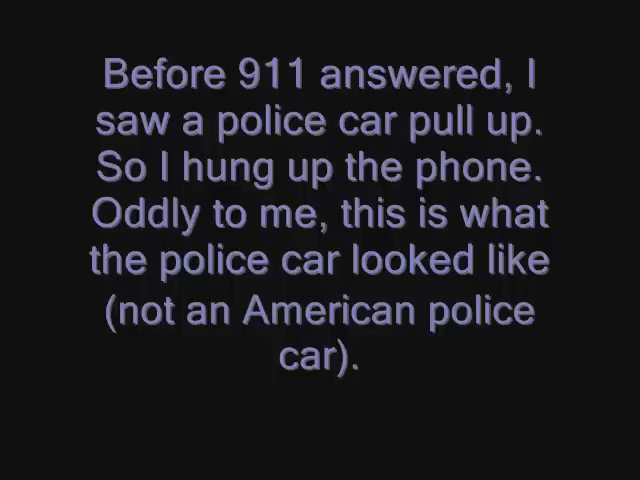 Before 911 answered, I
saw a police car pull up.
So I hung up the phone.
Oddly to me, this is what
the police car looked like
(not an American police
car).